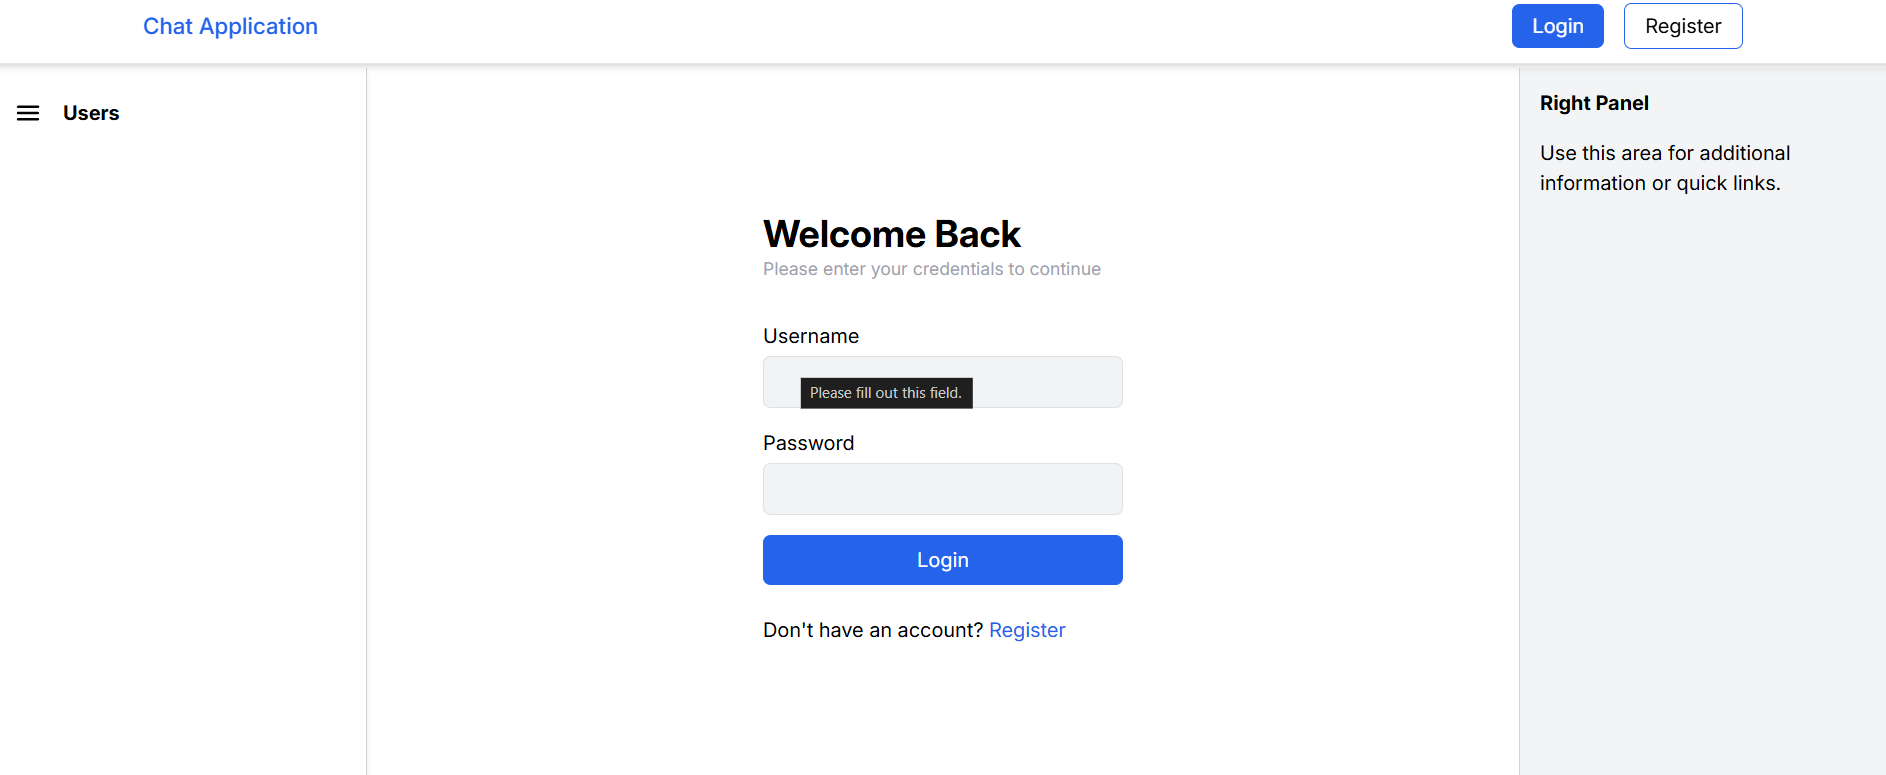 Chat Application
Login
Register
Users
Welcome Back
Please enter your credentials to continue
Username
Please fill out this field.
Password
Login
Don't have an account? Register
Right Panel
Use this area for additional
information or quick links.